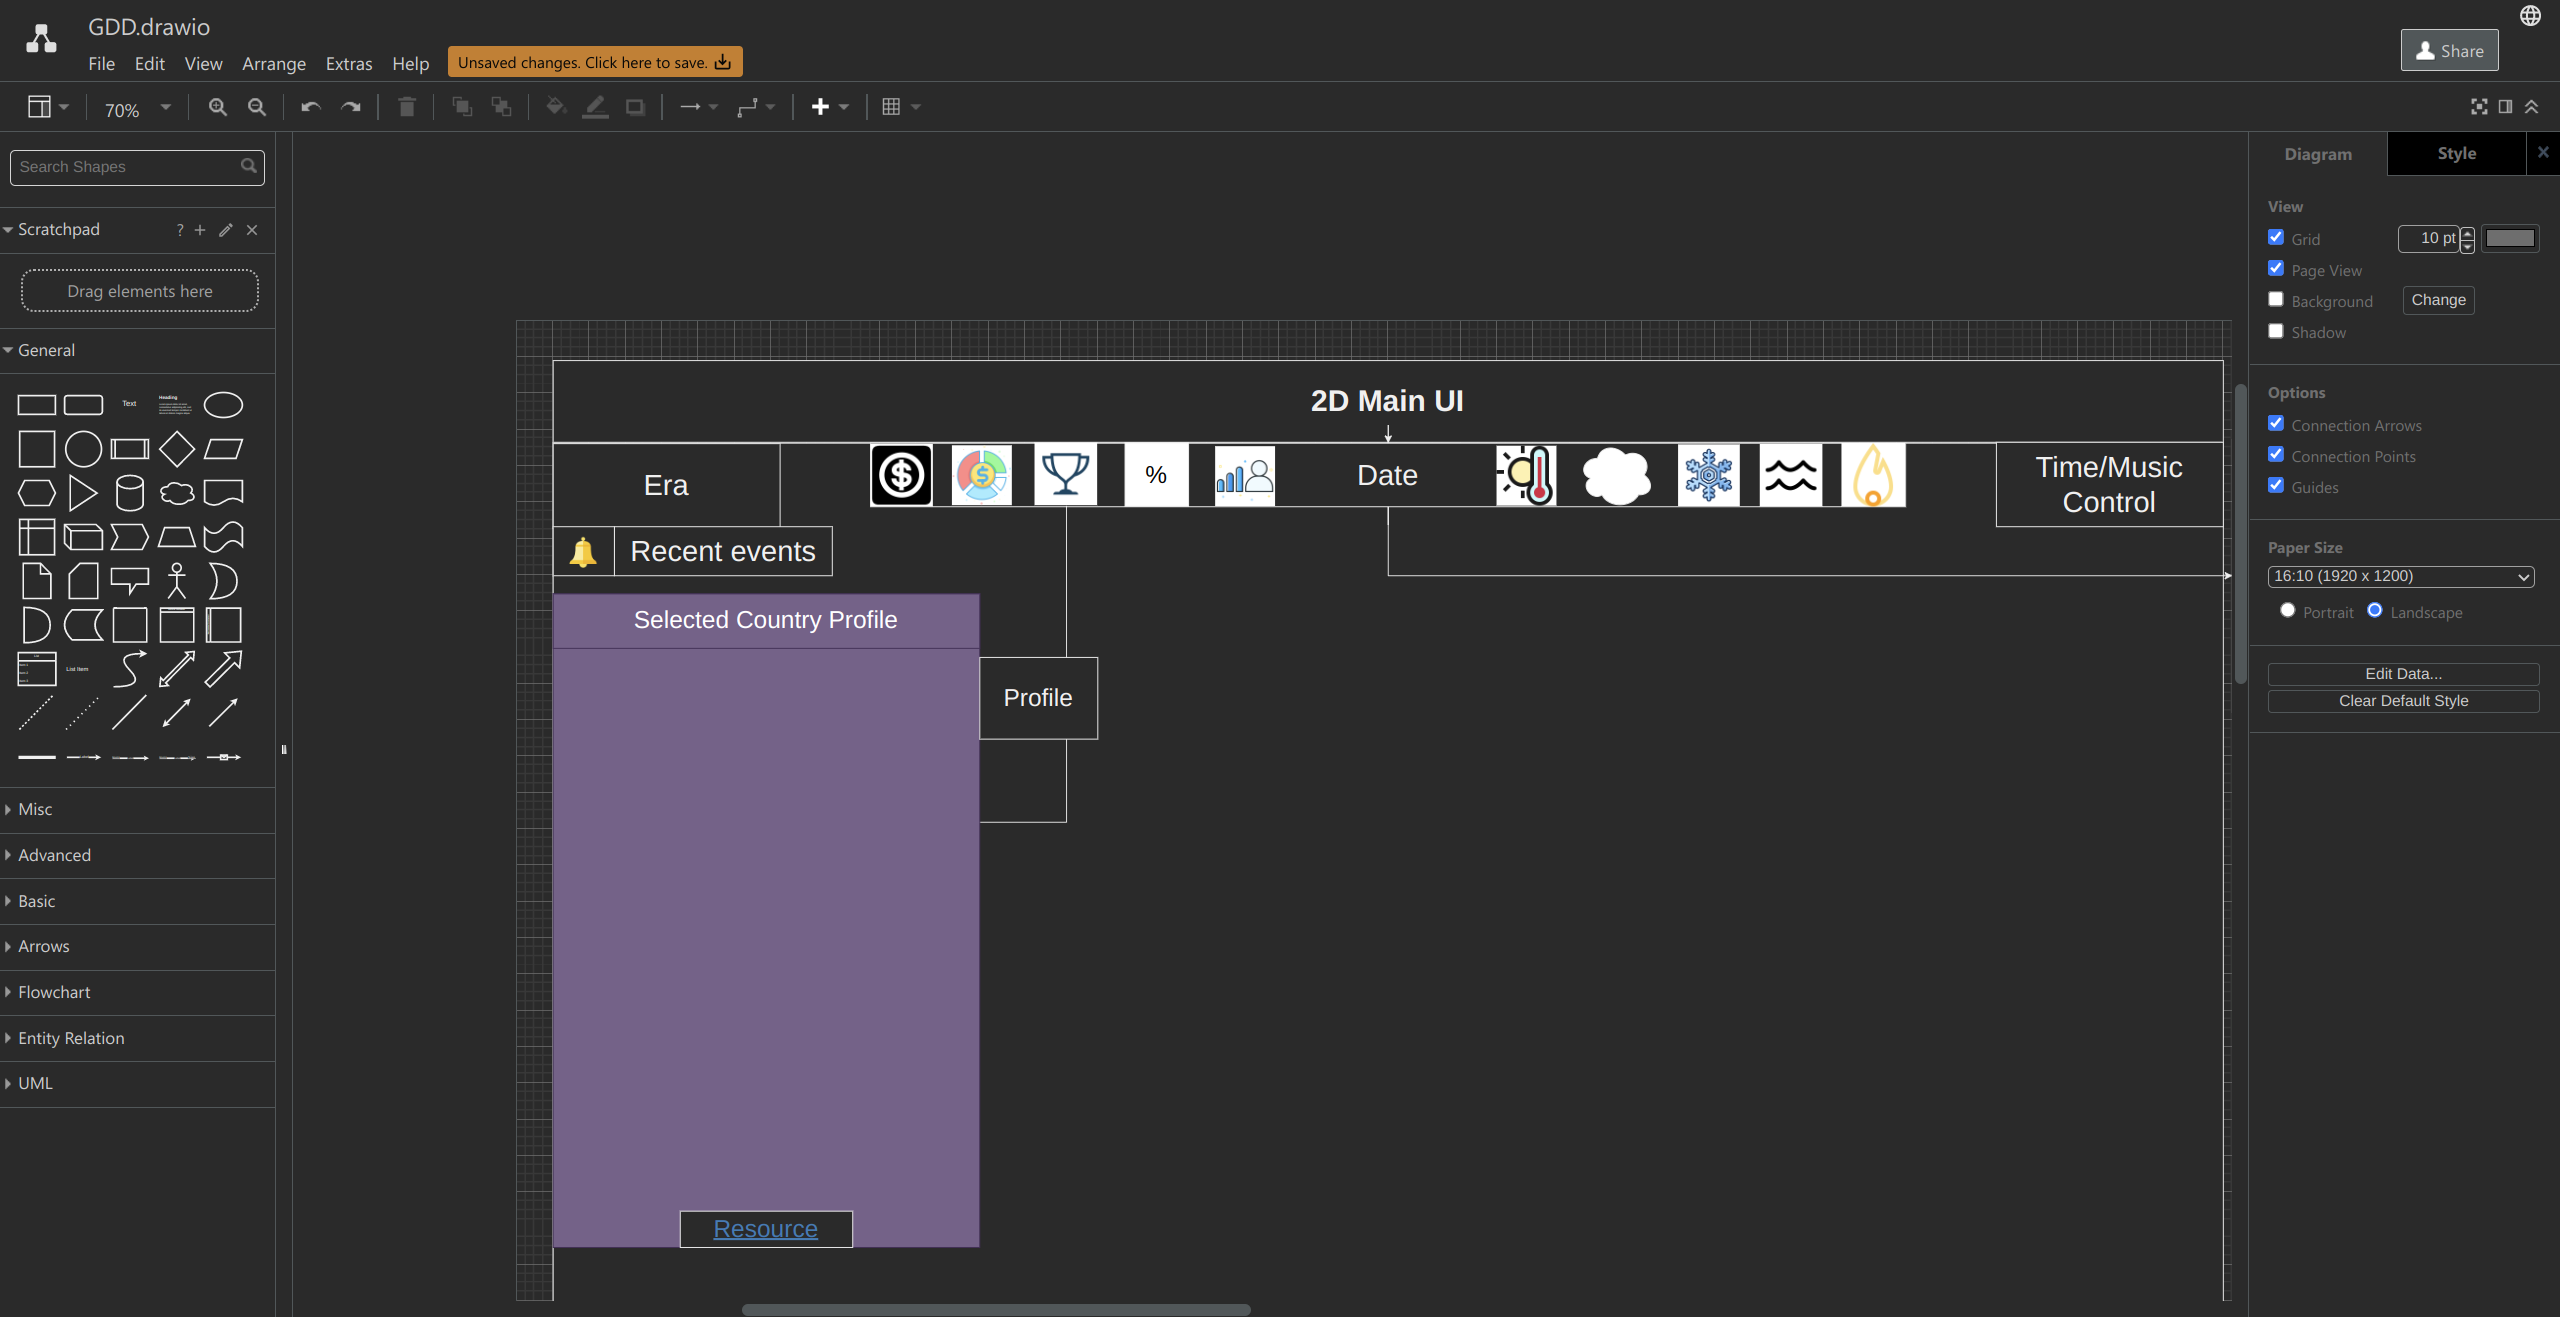 GDD.drawio
File Edit View Arrange Extras Help Unsaved changes. Click here to save.
Share
70%
Search Shapes
Scratchpad ?
Drag elements here
General
Text
Heading
List Item
Misc
Advanced
Basic
Arrows
Flowchart
Entity Relation
UML
2D Main UI
Era
%
Date
Time/Music
Control
Recent events
Selected Country Profile
Profile
Resource
Diagram Style
View
Grid 10 pt
Page View
Background Change
Shadow
Options
Connection Arrows
Connection Points
Guides
Paper Size
16:10 (1920 x 1200)
Portrait Landscape
Edit Data...
Clear Default Style